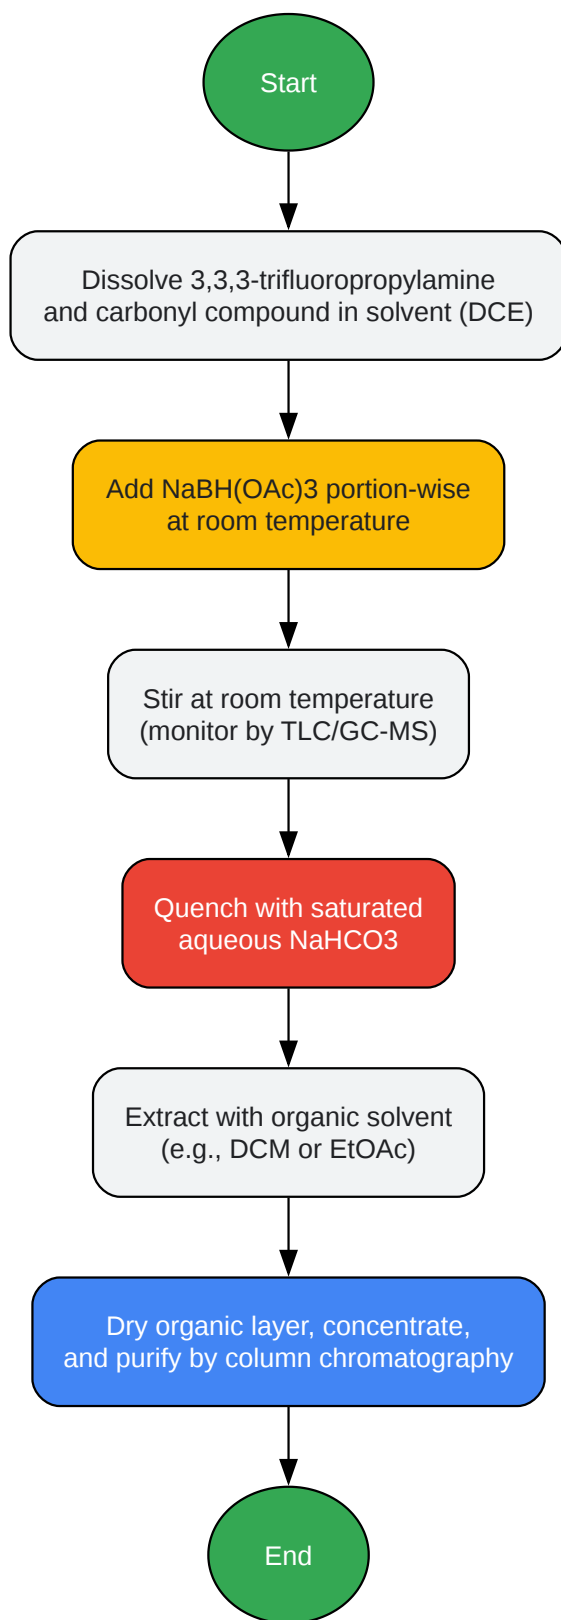 Start
Dissolve 3,3,3-trifluoropropylamine
and carbonyl compound in solvent (DCE)
Add NaBH(OAc)3 portion-wise
at room temperature
Stir at room temperature
(monitor by TLC/GC-MS)
Quench with saturated
aqueous NaHCO3
Extract with organic solvent
(e.g., DCM or EtOAc)
Dry organic layer, concentrate,
and purify by column chromatography
End